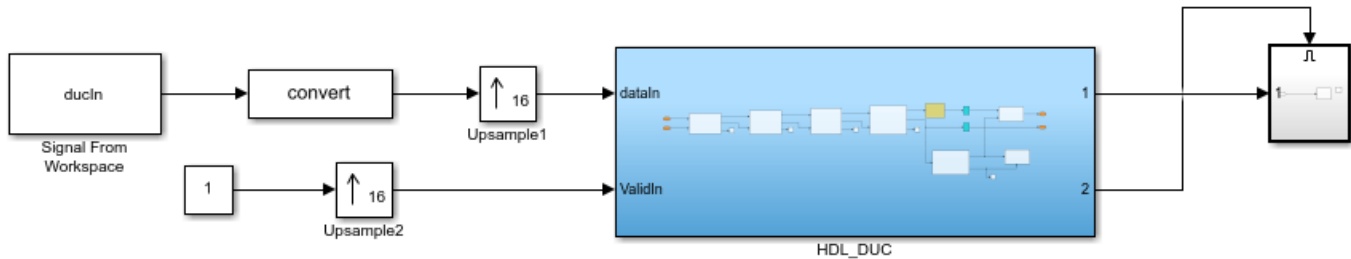 ducIn
convert
16
dataIn
1
1
Upsample1
Signal From
Workspace
1
16
ValidIn
2
Upsample2
HDL_DUC